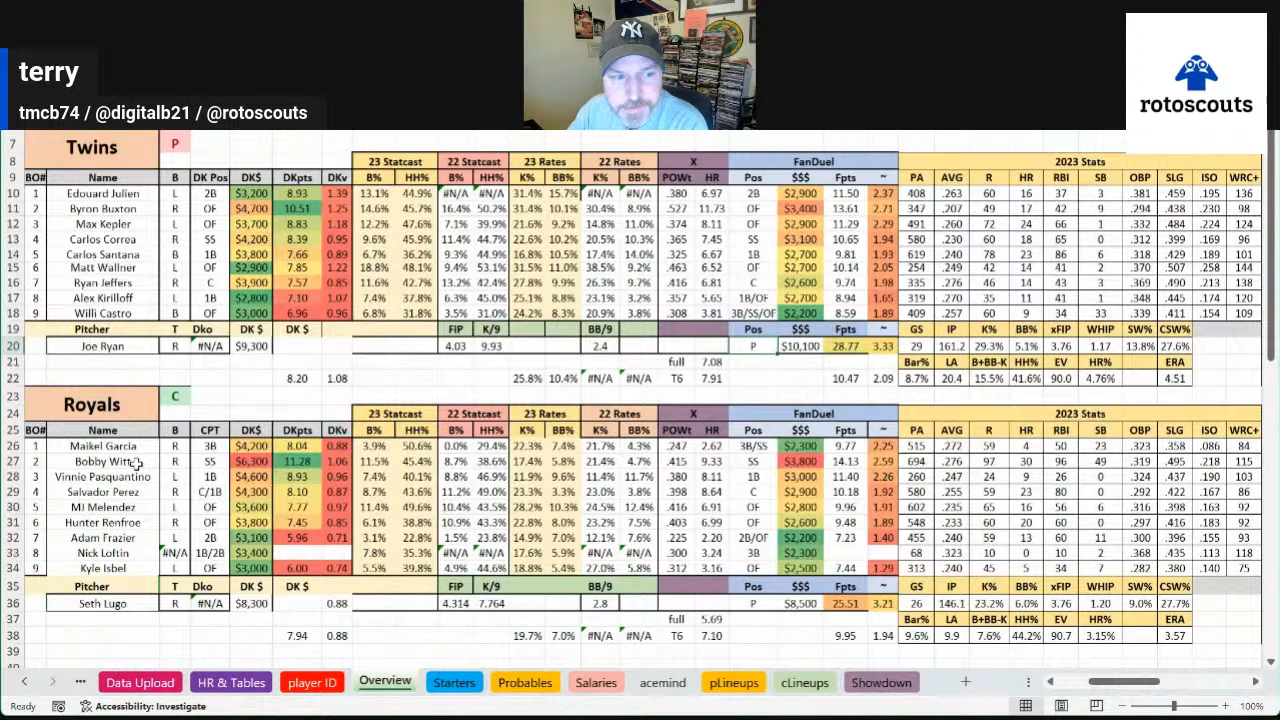 terry
tmcb74 / @digitalb21 / @rotoscouts
rotoscouts
7 Twins P
8 23 Statcast 22 Statcast 23 Rates 22 Rates X FanDuel 2023 Stats
9 BO# Name B DK Pos DK$ DKpts DKv B% HH% B% HH% K% BB% K% BB% POWt HR Pos $$$ Fpts ~ PA AVG R HR RBI SB OBP SLG ISO WRC+
10 1 Edouard Julien L 2B $3,200 8.93 1.39 13.1% 44.9% #N/A #N/A 31.4% 15.7% #N/A #N/A .380 6.97 2B $2,900 11.50 2.37 408 .263 60 16 37 3 .381 .459 .195 136
11 2 Byron Buxton R OF $4,700 10.51 1.25 14.6% 45.7% 16.4% 50.2% 31.4% 10.1% 30.4% 8.9% .527 11.73 OF $3,400 13.61 2.71 347 .207 49 17 42 9 .294 .438 .230 98
12 3 Max Kepler L OF $3,700 8.83 1.18 12.2% 47.6% 7.1% 39.9% 21.6% 9.2% 14.8% 11.0% .374 8.11 OF $2,700 11.29 2.29 491 .260 72 24 66 1 .332 .484 .224 124
13 4 Carlos Correa R SS $4,200 8.39 0.95 9.6% 45.9% 11.4% 44.7% 22.6% 10.2% 20.5% 10.3% .365 7.45 SS $3,100 10.65 1.94 580 .230 60 18 65 0 .312 .399 .169 96
14 5 Carlos Santana B 1B $3,800 7.66 0.89 6.7% 36.2% 9.3% 44.9% 16.8% 10.5% 17.4% 14.0% .325 6.67 1B $2,700 9.81 1.93 619 .240 78 23 86 6 .318 .429 .189 101
15 6 Matt Wallner L OF $2,900 7.85 1.22 18.8% 48.1% 9.4% 53.1% 31.5% 11.0% 38.5% 9.2% .463 6.52 OF $2,700 10.14 2.05 254 .249 42 14 41 2 .370 .507 .258 144
16 7 Ryan Jeffers R C $3,900 7.57 0.85 11.6% 42.7% 13.2% 42.4% 27.8% 9.9% 26.3% 9.7% .416 6.81 C $2,600 9.74 1.98 335 .276 46 14 43 3 .369 .490 .213 138
17 8 Alex Kirilloff L 1B $2,800 7.10 1.07 7.4% 37.8% 6.3% 45.0% 25.1% 8.8% 23.1% 3.2% .357 5.65 1B/OF $2,700 8.94 1.65 319 .270 35 11 41 1 .348 .445 .174 120
18 9 Willi Castro B OF $3,000 6.96 0.96 6.8% 31.8% 3.5% 31.0% 24.2% 8.3% 20.9% 3.8% .308 3.81 3B/SS/OF $2,200 8.59 1.89 409 .257 60 9 34 33 .339 .411 .154 109
19 Pitcher T Dko DK $ DK $ FIP K/9 BB/9 Pos $$$ Fpts ~ GS IP K% BB% xFIP WHIP SW% CSW%
20 Joe Ryan R #N/A $9,300 4.03 9.93 2.4 P $10,100 28.77 3.33 29 161.2 29.3% 5.1% 3.76 1.17 13.8% 27.6%
21 full 7.08 Bar% LA B+BB-K HH% EV HR% ERA
22 8.20 1.08 25.8% 10.4% #N/A #N/A T6 7.91 10.47 2.09 8.7% 20.4 15.5% 41.6% 90.0 4.76% 4.51
23 Royals C
24 23 Statcast 22 Statcast 23 Rates 22 Rates X FanDuel 2023 Stats
25 BO# Name B CPT DK$ DKpts DKv B% HH% B% HH% K% BB% K% BB% POWt HR Pos $$$ Fpts ~ PA AVG R HR RBI SB OBP SLG ISO WRC+
26 1 Maikel Garcia R 3B $4,200 8.04 0.88 3.9% 50.6% 0.0% 29.4% 22.3% 7.4% 21.7% 4.3% .247 2.62 3B/SS $2,300 9.77 2.25 515 .272 59 4 50 23 .323 .358 .086 84
27 2 Bobby Witt R SS $6,300 11.28 1.06 11.5% 45.4% 8.7% 38.6% 17.4% 5.8% 21.4% 4.7% .415 9.33 SS $3,800 14.13 2.59 694 .276 97 30 96 49 .319 .495 .218 115
28 3 Vinnie Pasquantino L 1B $4,600 8.93 0.96 7.4% 40.1% 8.8% 46.9% 11.9% 9.6% 11.4% 11.7% .380 8.11 1B $3,000 11.40 2.26 260 .247 24 9 26 0 .324 .437 .190 103
29 4 Salvador Perez R C/1B $4,300 8.10 0.87 8.7% 43.6% 11.2% 49.0% 23.3% 3.3% 23.0% 3.8% .398 8.64 C $2,900 10.18 1.92 580 .255 59 23 80 0 .292 .422 .167 86
30 5 MJ Melendez L OF $3,600 7.77 0.97 11.4% 49.6% 10.4% 43.5% 28.2% 10.3% 24.5% 12.4% .416 6.91 OF $2,800 9.96 1.91 602 .235 65 16 56 6 .316 .398 .163 92
31 6 Hunter Renfroe R OF $3,800 7.45 0.85 6.1% 38.8% 10.9% 43.3% 22.8% 8.0% 23.2% 7.5% .403 6.99 OF $2,600 9.48 1.89 548 .233 60 20 60 0 .297 .416 .183 92
32 7 Adam Frazier L 2B $3,100 5.96 0.71 3.1% 22.8% 1.5% 23.5% 14.9% 7.0% 12.1% 7.7% .225 2.20 2B/OF $2,200 7.23 1.40 455 .240 59 13 60 11 .300 .396 .155 93
33 8 Nick Loftin #N/A 1B/2B $3,400 7.8% 35.3% #N/A #N/A 17.6% 5.9% #N/A #N/A .300 3.24 3B $2,300 68 .323 10 0 10 2 .368 .435 .113 118
34 9 Kyle Isbel L OF $3,000 6.00 0.74 5.5% 39.8% 4.9% 44.6% 18.8% 5.4% 27.0% 5.8% .312 3.16 OF $2,500 7.44 1.29 313 .240 45 5 34 7 .282 .380 .140 75
35 Pitcher T Dko DK $ DK $ FIP K/9 BB/9 Pos $$$ Fpts ~ GS IP K% BB% xFIP WHIP SW% CSW%
36 Seth Lugo R #N/A $8,300 0.88 4.314 7.764 2.8 P $8,500 25.51 3.21 26 146.1 23.2% 6.0% 3.76 1.20 9.0% 27.7%
37 full 5.69 Bar% LA B+BB-K HH% EV HR% ERA
38 7.94 0.88 19.7% 7.0% #N/A #N/A T6 7.10 9.95 1.94 9.6% 9.9 7.6% 44.2% 90.7 3.15% 3.57
39
Data Upload HR & Tables player ID Overview Starters Probables Salaries acemind pLineups cLineups Showdown
Ready Accessibility: Investigate 100%